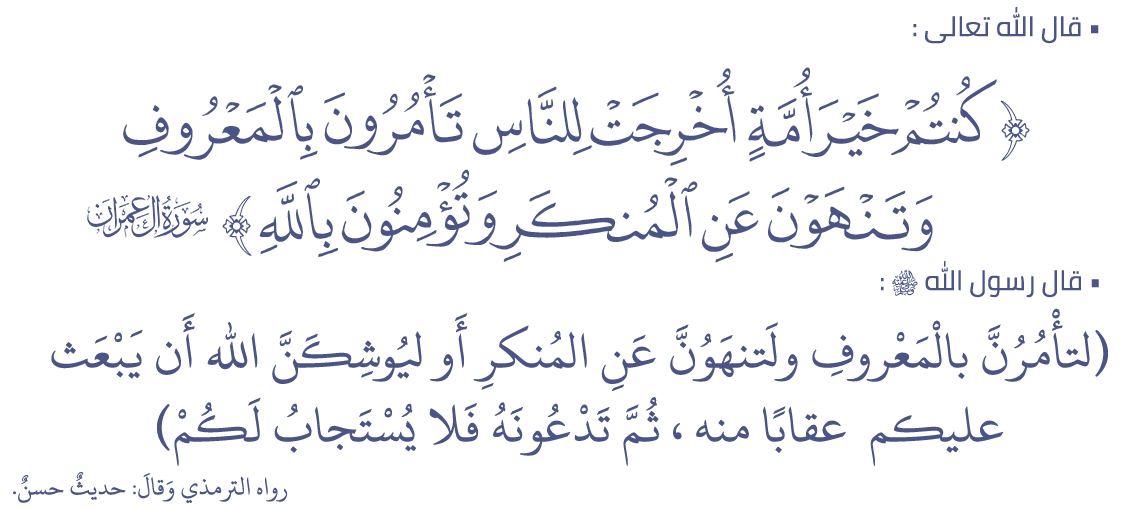 ▪ قال الله تعالى :
﴿ كُنتُمْ خَيْرَ أُمَّةٍ أُخْرِجَتْ لِلنَّاسِ تَأْمُرُونَ بِٱلْمَعْرُوفِ
وَتَنْهَوْنَ عَنِ ٱلْمُنكَرِ وَتُؤْمِنُونَ بِٱللَّهِ ﴾ سُورَةُ آلِ عِمْرَان
▪ قال رسول الله ﷺ :
(لتأْمُرُنَّ بالْمَعْروفِ ولَتنهَوُنَّ عَنِ المُنكرِ أَو ليُوشِكَنَّ الله أَن يَبْعَث
عليكم عقابًا منه ، ثُمَّ تَدْعُونَهُ فَلا يُسْتَجابُ لَكُمْ)
رواه الترمذي وَقالَ: حديثٌ حسنٌ.